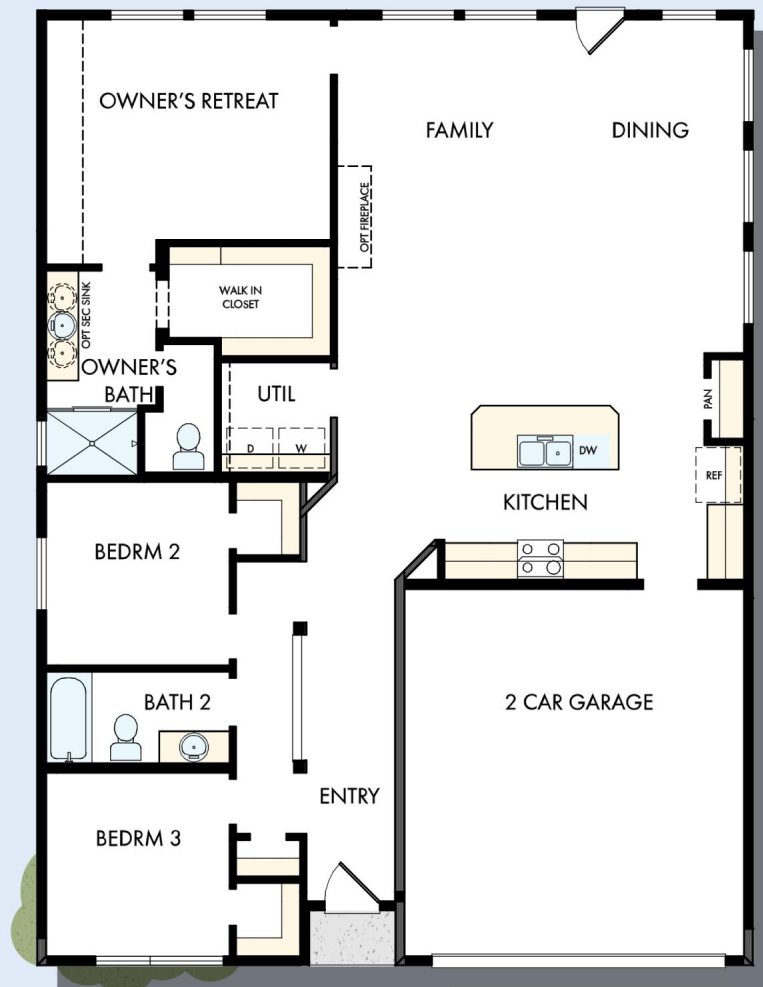 OWNER'S RETREAT
FAMILY
DINING
OPT FIREPLACE
WALK IN
CLOSET
OPT SEC SINK
OWNER'S
BATH
UTIL
D
W
PAN
DW
REF
KITCHEN
BEDRM 2
BATH 2
2 CAR GARAGE
ENTRY
BEDRM 3